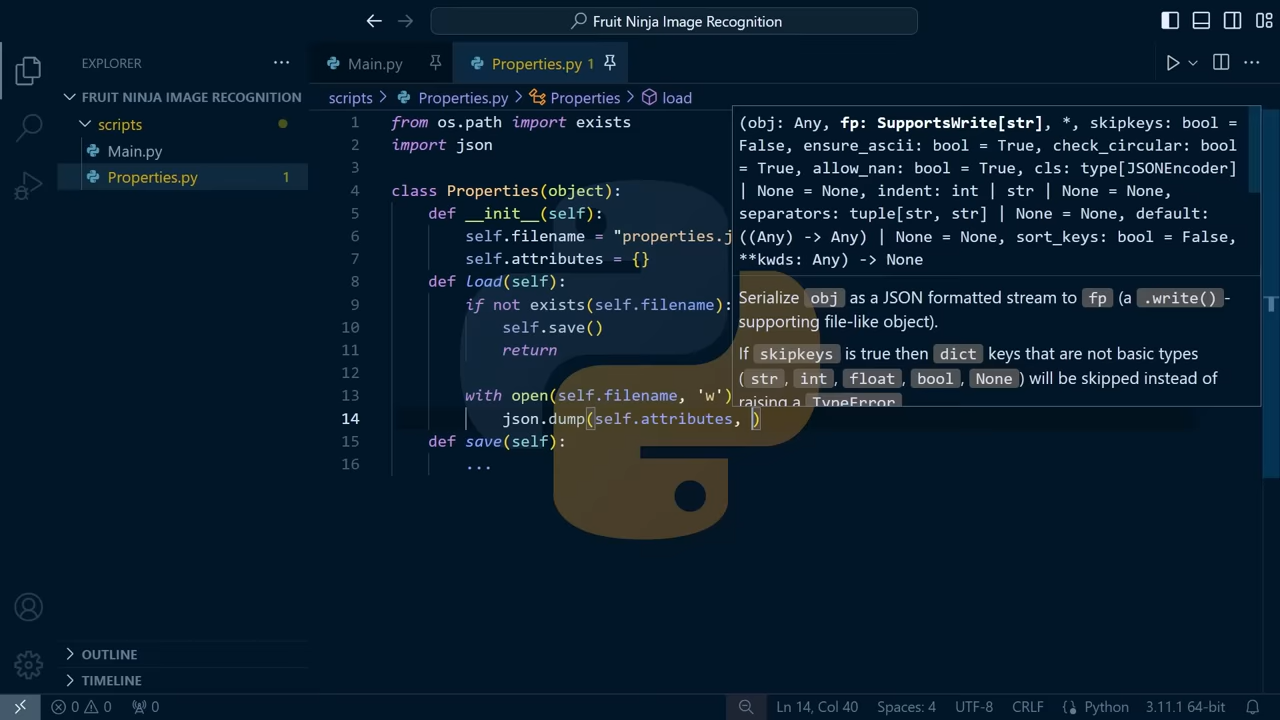 Fruit Ninja Image Recognition
EXPLORER
FRUIT NINJA IMAGE RECOGNITION
scripts
Main.py
Properties.py 1
Main.py
Properties.py 1
scripts > Properties.py > Properties > load
1 from os.path import exists
2 import json
3
4 class Properties(object):
5 def __init__(self):
6 self.filename = "properties.j
7 self.attributes = {}
8 def load(self):
9 if not exists(self.filename):
10 self.save()
11 return
12
13 with open(self.filename, 'w')
14 json.dump(self.attributes, )
15 def save(self):
16 ...
(obj: Any, fp: SupportsWrite[str], *, skipkeys: bool =
False, ensure_ascii: bool = True, check_circular: bool
= True, allow_nan: bool = True, cls: type[JSONEncoder]
| None = None, indent: int | str | None = None,
separators: tuple[str, str] | None = None, default:
((Any) -> Any) | None = None, sort_keys: bool = False,
**kwds: Any) -> None
Serialize obj as a JSON formatted stream to fp (a .write()-
supporting file-like object).
If skipkeys is true then dict keys that are not basic types
(str, int, float, bool, None) will be skipped instead of
raising a TypeError
OUTLINE
TIMELINE
0 0 0
Ln 14, Col 40 Spaces: 4 UTF-8 CRLF Python 3.11.1 64-bit